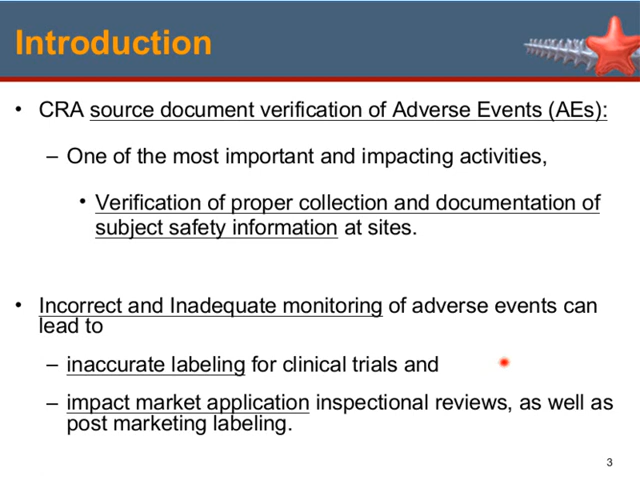 Introduction
• CRA source document verification of Adverse Events (AEs):
– One of the most important and impacting activities,
• Verification of proper collection and documentation of
subject safety information at sites.
• Incorrect and Inadequate monitoring of adverse events can
lead to
– inaccurate labeling for clinical trials and
– impact market application inspectional reviews, as well as
post marketing labeling.
3